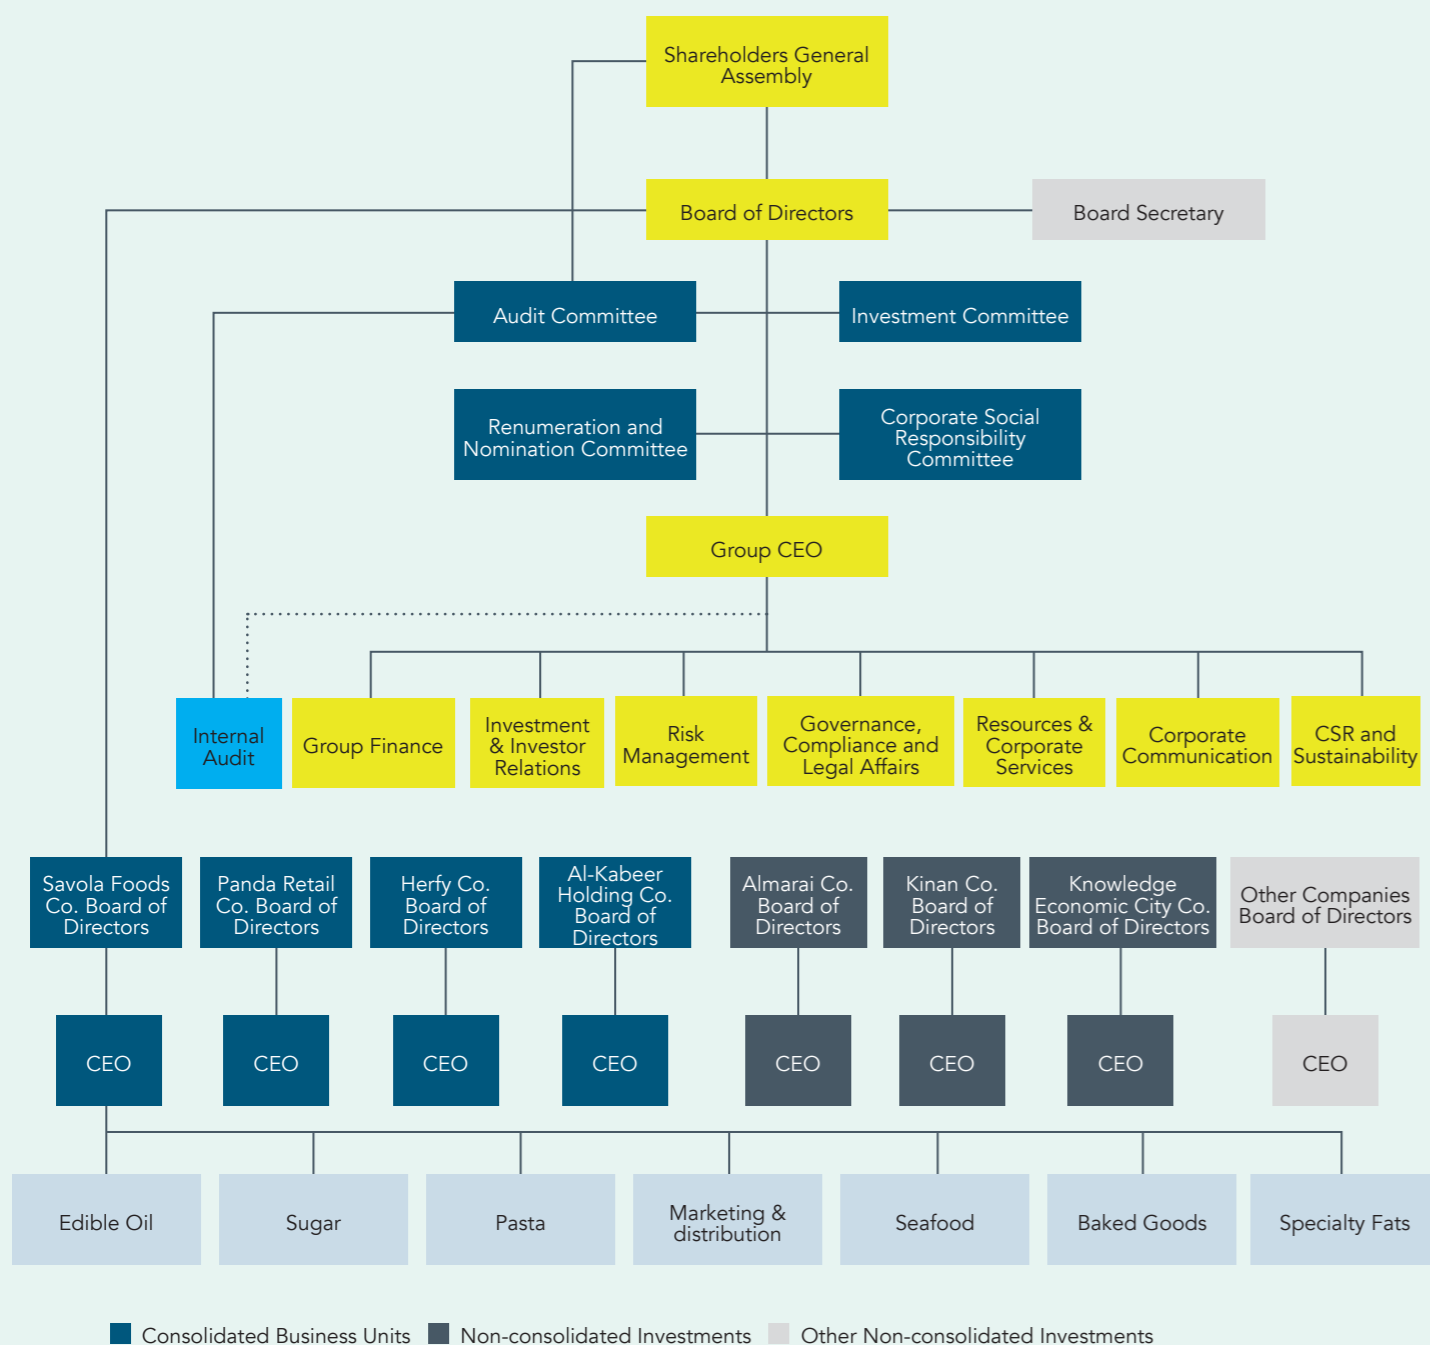 Shareholders General
Assembly
Board of Directors
Board Secretary
Audit Committee
Investment Committee
Renumeration and
Nomination Committee
Corporate Social
Responsibility
Committee
Group CEO
Internal
Audit
Group Finance
Investment
& Investor
Relations
Risk
Management
Governance,
Compliance and
Legal Affairs
Resources &
Corporate
Services
Corporate
Communication
CSR and
Sustainability
Savola Foods
Co. Board of
Directors
Panda Retail
Co. Board of
Directors
Herfy Co.
Board of
Directors
Al-Kabeer
Holding Co.
Board of
Directors
Almarai Co.
Board of
Directors
Kinan Co.
Board of
Directors
Knowledge
Economic City Co.
Board of Directors
Other Companies
Board of Directors
CEO
CEO
CEO
CEO
CEO
CEO
CEO
CEO
Edible Oil
Sugar
Pasta
Marketing &
distribution
Seafood
Baked Goods
Specialty Fats
Consolidated Business Units
Non-consolidated Investments
Other Non-consolidated Investments